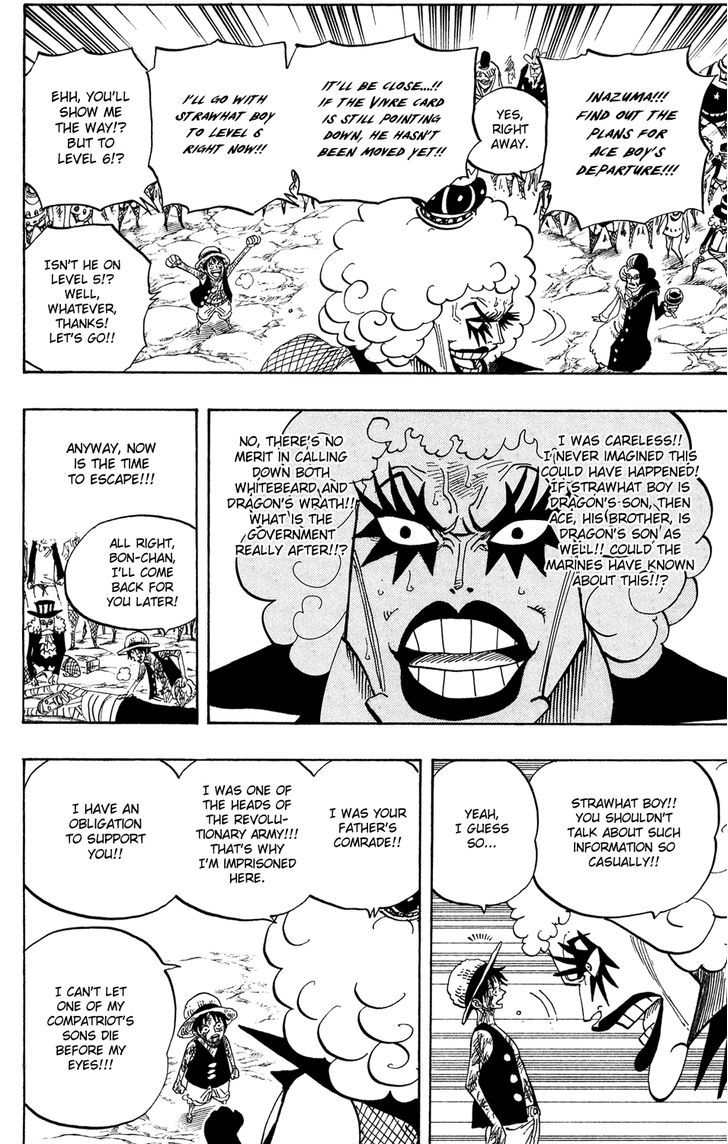 INAZUMA!!!
FIND OUT THE
PLANS FOR
ACE BOY'S
DEPARTURE!!!
YES,
RIGHT
AWAY.
IT'LL BE CLOSE...!!
IF THE VIVRE CARD
IS STILL POINTING
DOWN, HE HASN'T
BEEN MOVED YET!!
I'LL GO WITH
STRAWHAT BOY
TO LEVEL 6
RIGHT NOW!!
EHH, YOU'LL
SHOW ME
THE WAY!?
BUT TO
LEVEL 6!?
ISN'T HE ON
LEVEL 5!?
WELL,
WHATEVER,
THANKS!
LET'S GO!!
I WAS CARELESS!!
I NEVER IMAGINED THIS
COULD HAVE HAPPENED!
IF STRAWHAT BOY IS
DRAGON'S SON, THEN
ACE, HIS BROTHER, IS
DRAGON'S SON AS
WELL!! COULD THE
MARINES HAVE KNOWN
ABOUT THIS!!?
NO, THERE'S NO
MERIT IN CALLING
DOWN BOTH
WHITEBEARD AND
DRAGON'S WRATH!!
WHAT IS THE
GOVERNMENT
REALLY AFTER!!?
ANYWAY, NOW
IS THE TIME
TO ESCAPE!!!
ALL RIGHT,
BON-CHAN,
I'LL COME
BACK FOR
YOU LATER!
STRAWHAT BOY!!
YOU SHOULDN'T
TALK ABOUT SUCH
INFORMATION SO
CASUALLY!!
YEAH,
I GUESS
SO...
I WAS YOUR
FATHER'S
COMRADE!!
I WAS ONE OF
THE HEADS OF
THE REVOLU-
TIONARY ARMY!!!
THAT'S WHY
I'M IMPRISONED
HERE.
I HAVE AN
OBLIGATION
TO SUPPORT
YOU!!
I CAN'T LET
ONE OF MY
COMPATRIOT'S
SONS DIE
BEFORE MY
EYES!!!